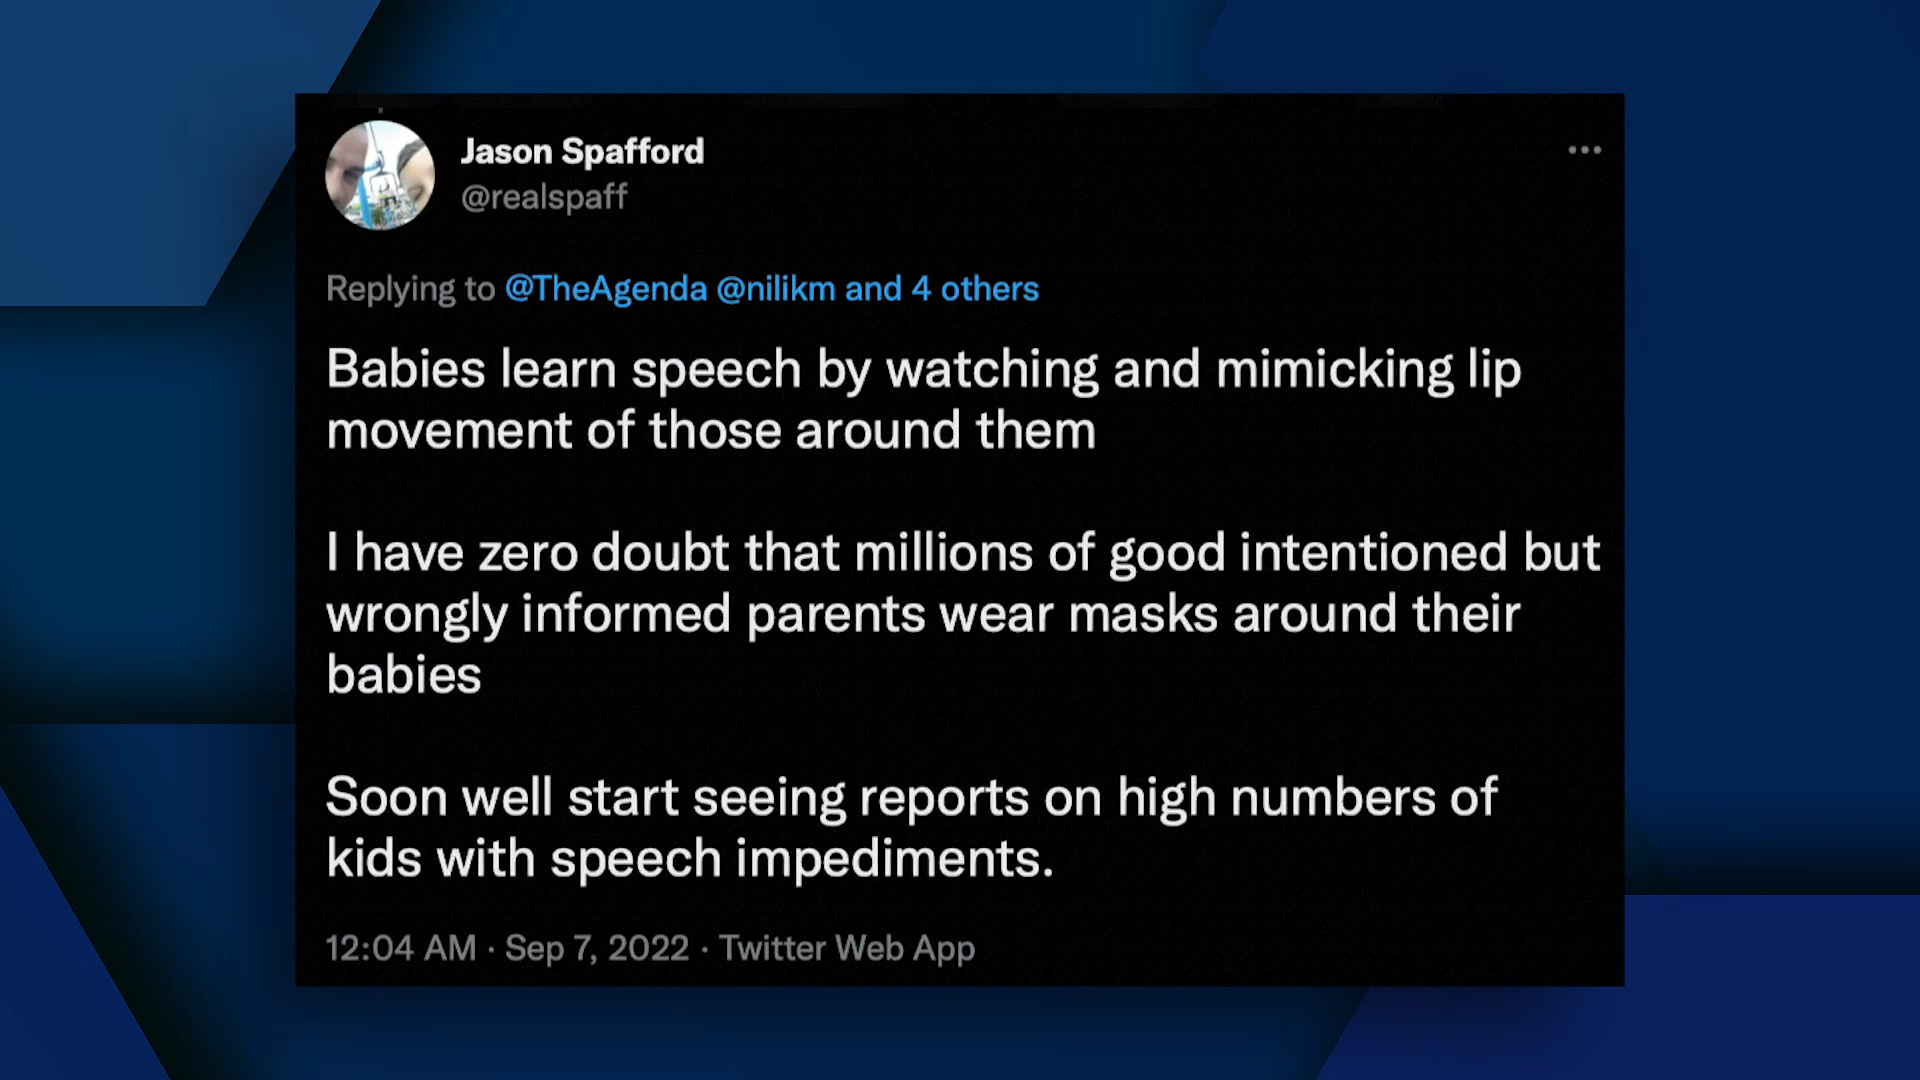 Jason Spafford
@realspaff
Replying to @TheAgenda @nilikm and 4 others
Babies learn speech by watching and mimicking lip
movement of those around them
I have zero doubt that millions of good intentioned but
wrongly informed parents wear masks around their
babies
Soon well start seeing reports on high numbers of
kids with speech impediments.
12:04 AM · Sep 7, 2022 · Twitter Web App